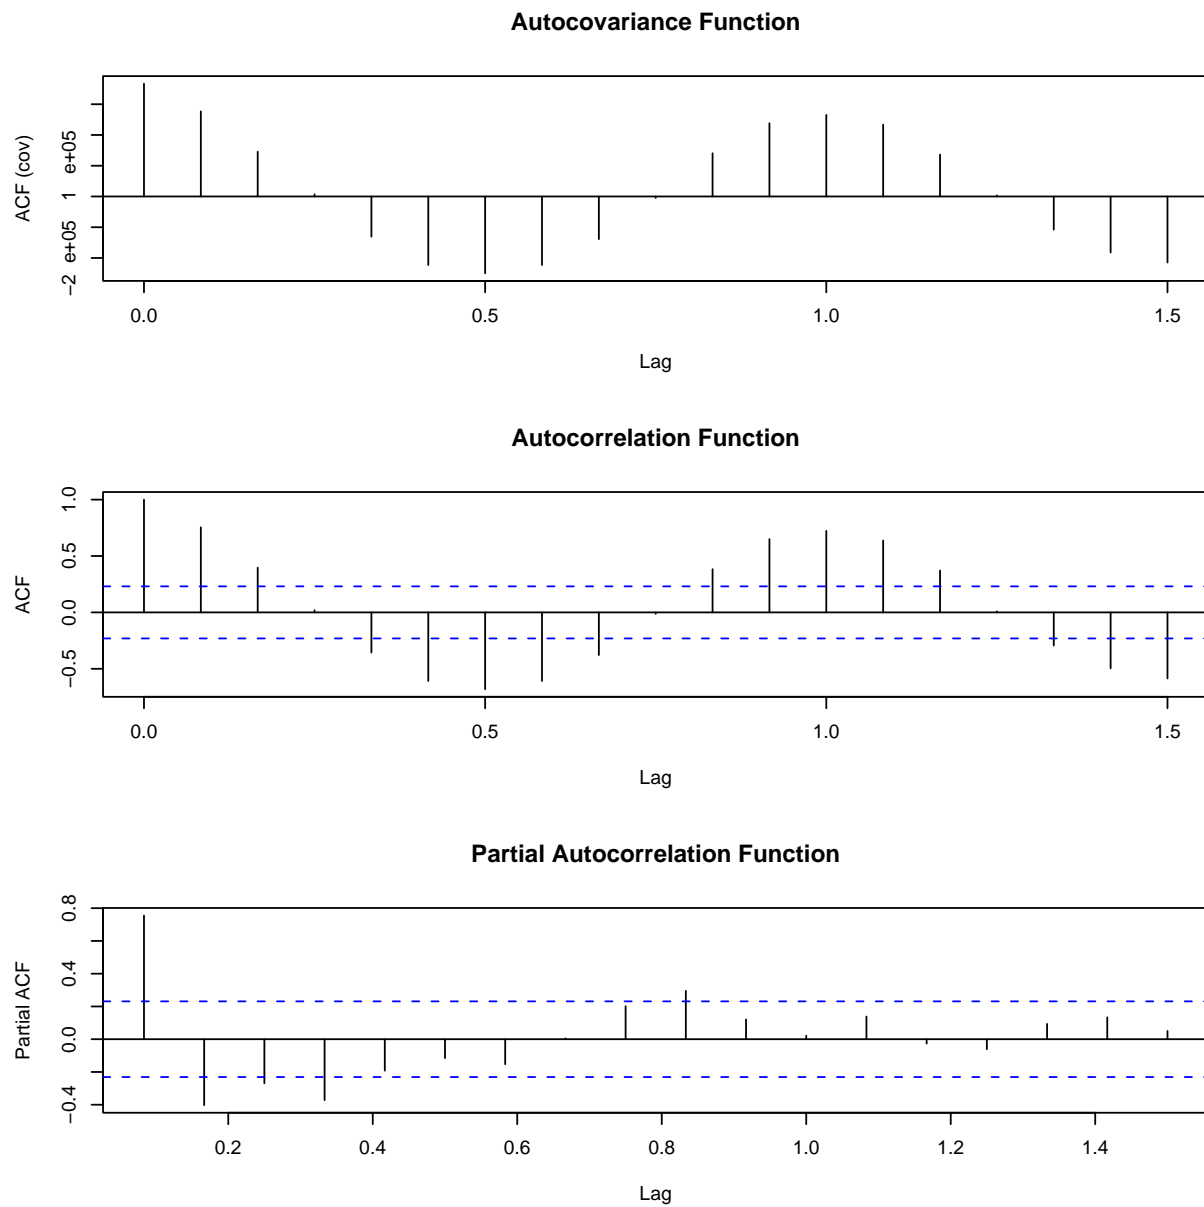 Autocovariance Function
ACF (cov)
−2 e+05 1 e+05
0.0 0.5 1.0 1.5
Lag
Autocorrelation Function
ACF
−0.5 0.0 0.5 1.0
0.0 0.5 1.0 1.5
Lag
Partial Autocorrelation Function
Partial ACF
−0.4 0.0 0.4 0.8
0.2 0.4 0.6 0.8 1.0 1.2 1.4
Lag